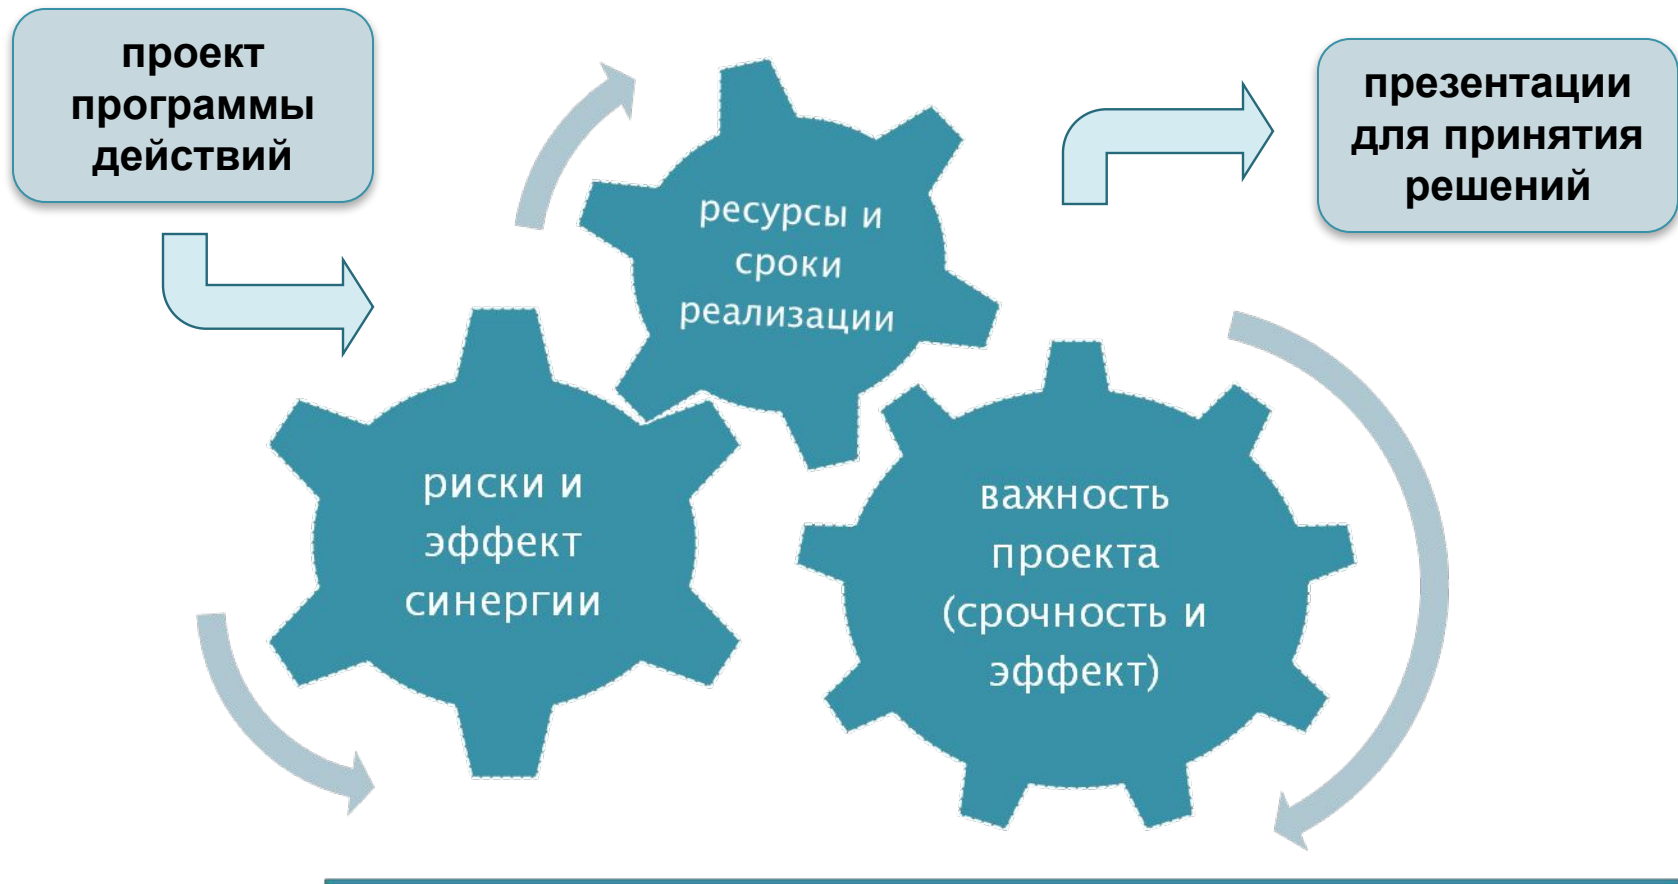 проект
программы
действий
презентации
для принятия
решений
ресурсы и
сроки
реализации
риски и
эффект
синергии
важность
проекта
(срочность и
эффект)